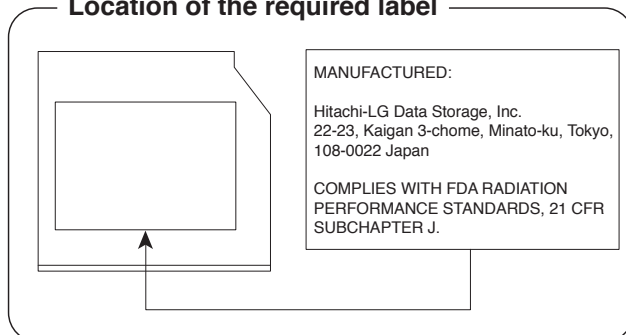 Location of the required label
MANUFACTURED:
Hitachi-LG Data Storage, Inc.
22-23, Kaigan 3-chome, Minato-ku, Tokyo,
108-0022 Japan
COMPLIES WITH FDA RADIATION
PERFORMANCE STANDARDS, 21 CFR
SUBCHAPTER J.